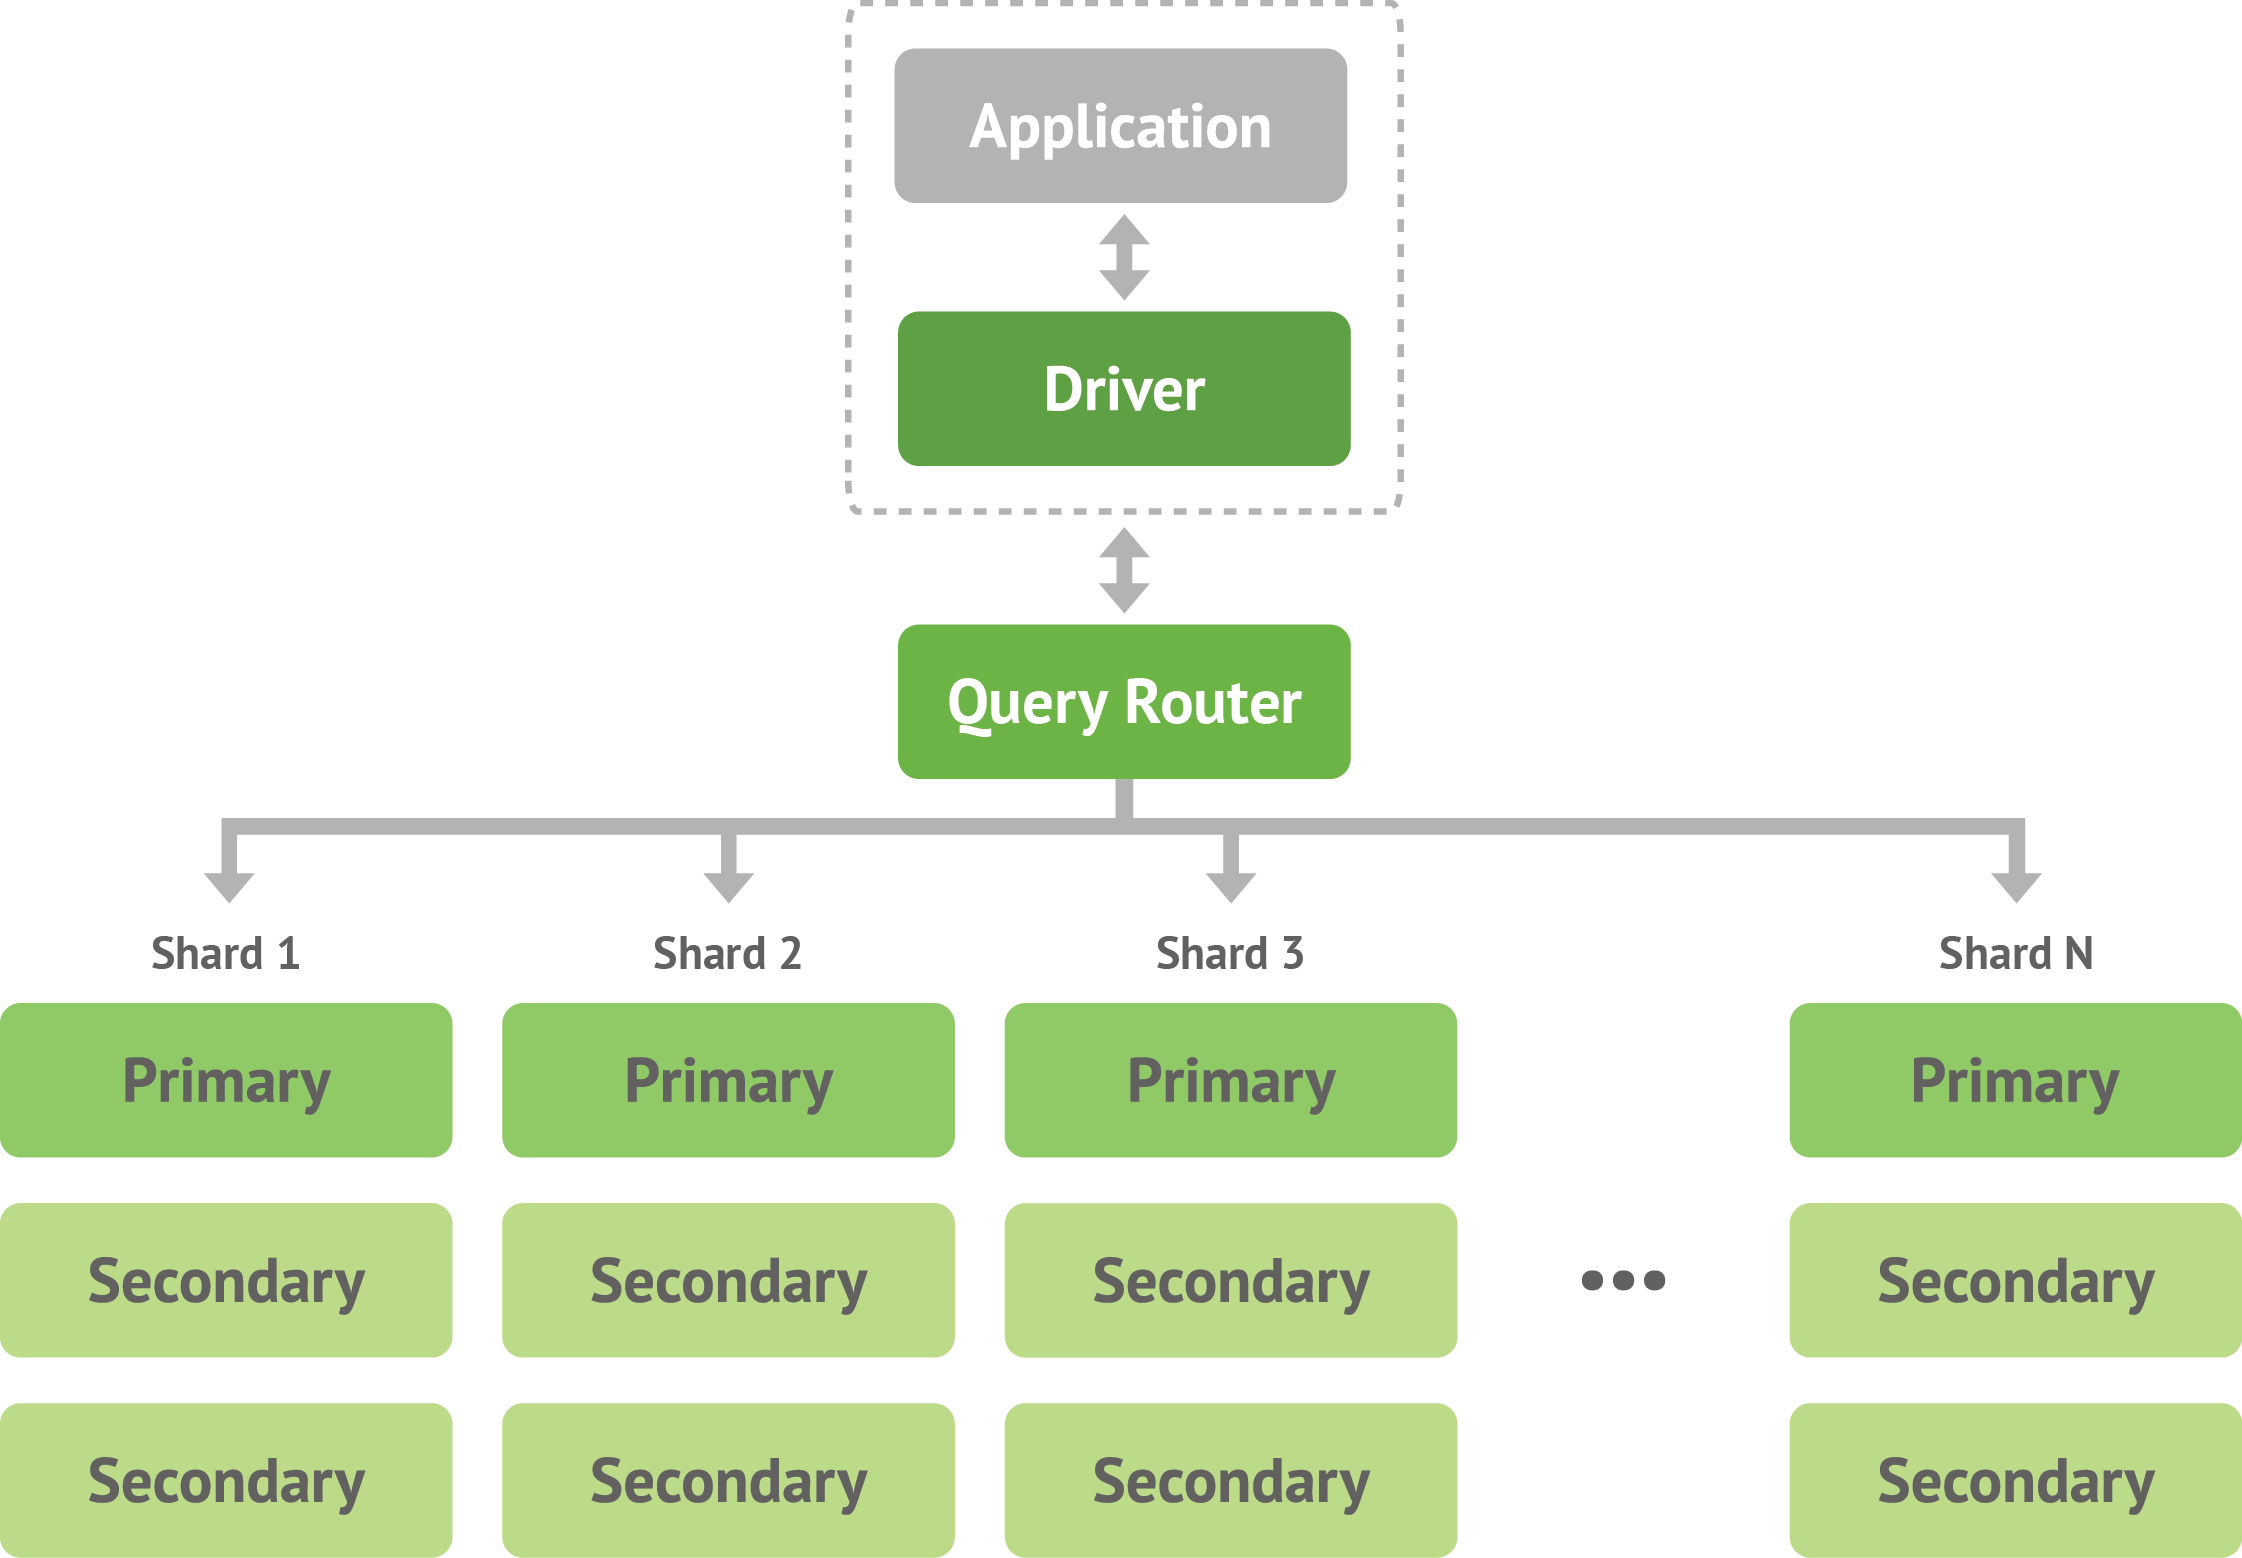 Application
Driver
Query Router
Shard 1
Shard 2
Shard 3
Shard N
Primary
Primary
Primary
Primary
Secondary
Secondary
Secondary
...
Secondary
Secondary
Secondary
Secondary
Secondary